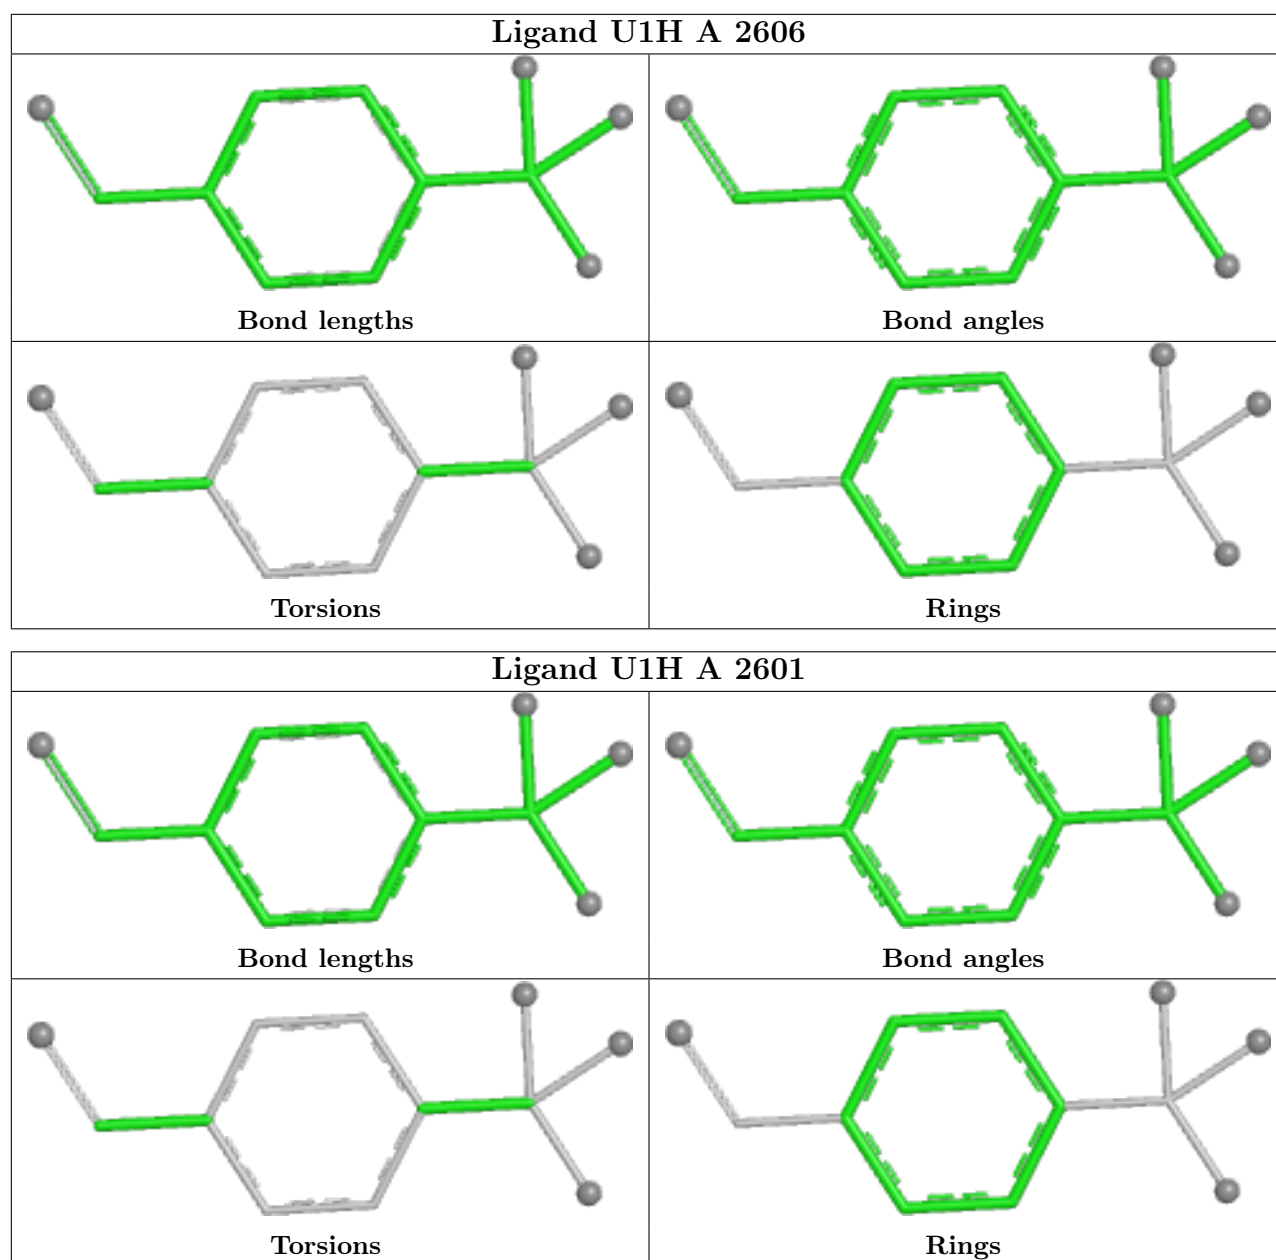 Ligand U1H A 2606
Bond lengths
Bond angles
Torsions
Rings
Ligand U1H A 2601
Bond lengths
Bond angles
Torsions
Rings